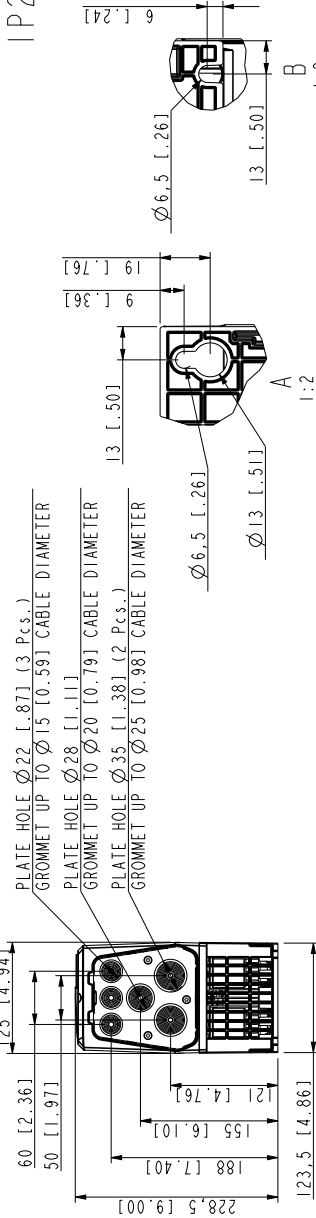 IP2
6 [.24]
Ø6,5 [.26]
13 [.50]
B
19 [.76]
9 [.36]
13 [.50]
A
1:2
Ø6,5 [.26]
Ø13 [.51]
PLATE HOLE Ø22 [.87] (3 Pcs.)
GROMMET UP TO Ø15 [0.59] CABLE DIAMETER
PLATE HOLE Ø28 [1.11]
GROMMET UP TO Ø20 [0.79] CABLE DIAMETER
PLATE HOLE Ø35 [1.38] (2 Pcs.)
GROMMET UP TO Ø25 [0.98] CABLE DIAMETER
125 [4.94
60 [2.36]
50 [1.97]
121 [4.76]
155 [6.10]
188 [7.40]
228,5 [9.00]
123,5 [4.86]